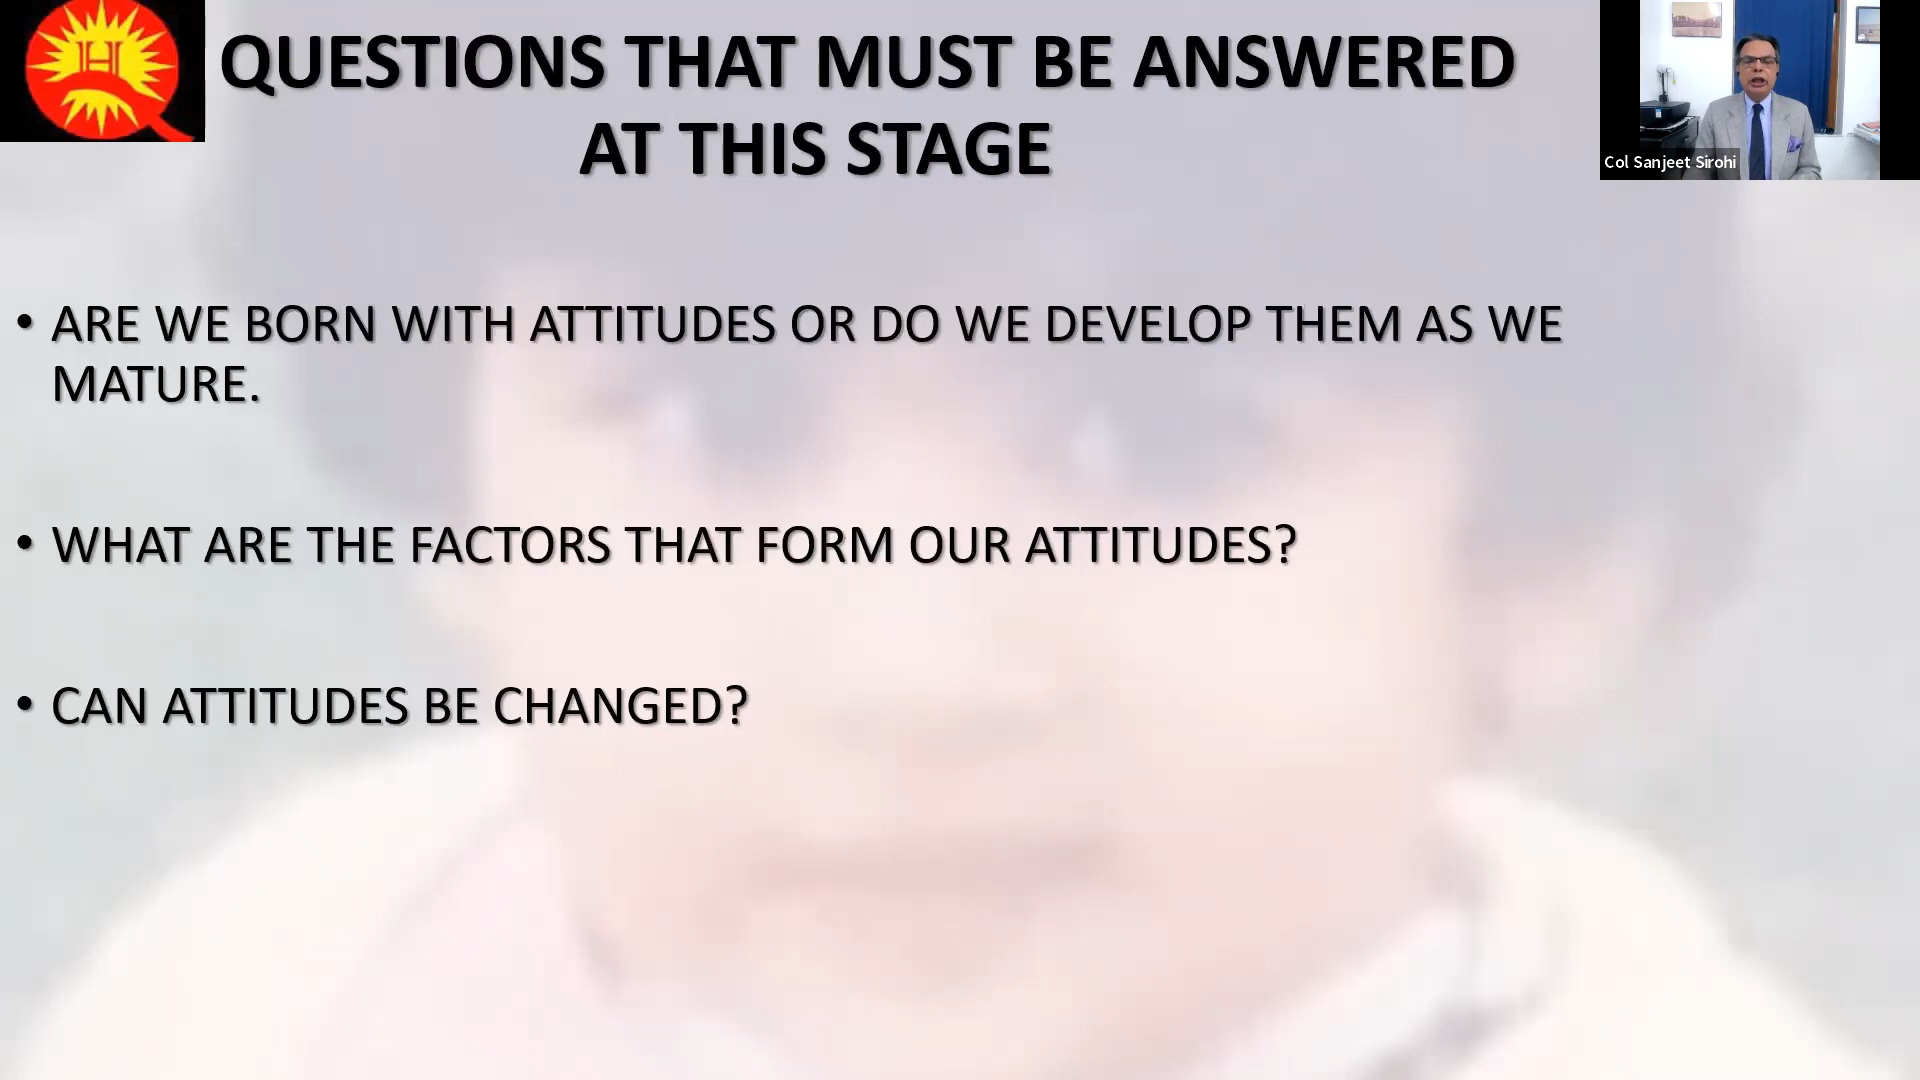 QUESTIONS THAT MUST BE ANSWERED
AT THIS STAGE
Col Sanjeet Sirohi
• ARE WE BORN WITH ATTITUDES OR DO WE DEVELOP THEM AS WE
MATURE.
• WHAT ARE THE FACTORS THAT FORM OUR ATTITUDES?
• CAN ATTITUDES BE CHANGED?
H